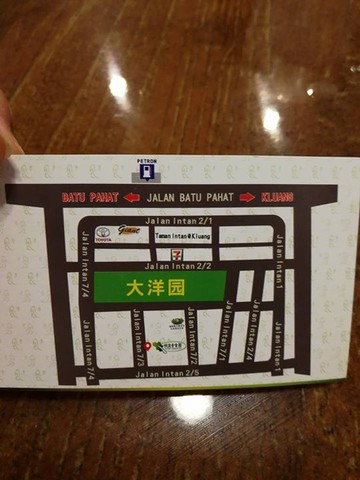 PETRON
BATU PAHAT JALAN BATU PAHAT KLUANG
Jalan Intan 2/1
TOYOTA Giant Taman Intan@Kluang
7
Jalan Intan 2/2
Jalan Intan 7/4
Jalan Intan 1
大洋园
Jalan Intan 7/4
Jalan Intan 7/3
Jalan Intan 7/2
Jalan Intan 2/4
Jalan Intan 1
Jalan Intan 2/5